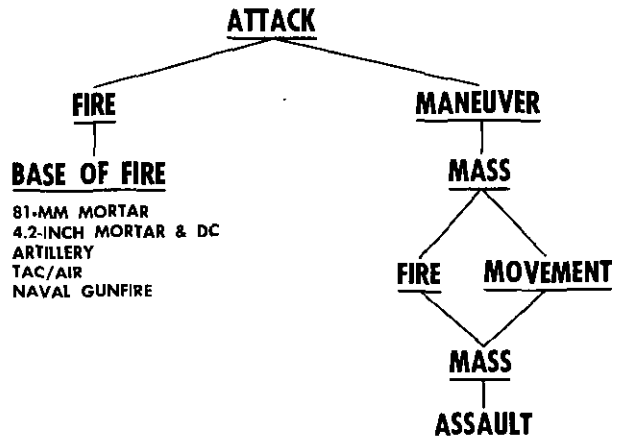 ATTACK
FIRE
MANEUVER
BASE OF FIRE
MASS
81-MM MORTAR
4.2-INCH MORTAR & DC
ARTILLERY
TAC/AIR
NAVAL GUNFIRE
FIRE
MOVEMENT
MASS
ASSAULT